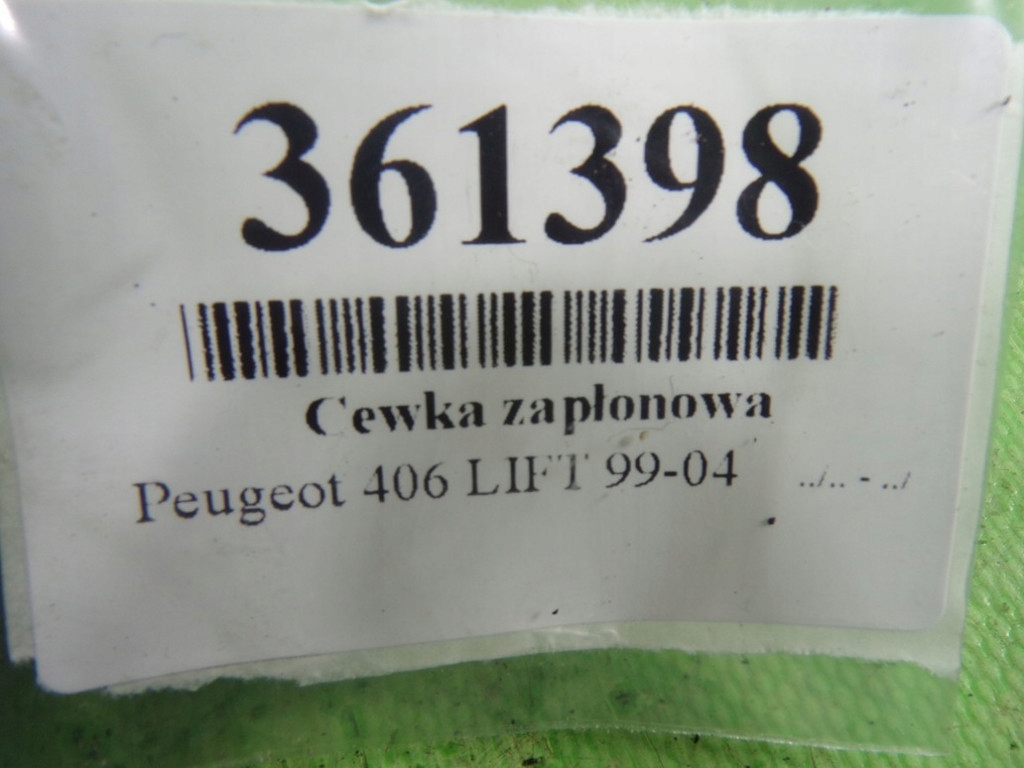 361398
Cewka zapłonowa
Peugeot 406 LIFT 99-04 ../.. - ../